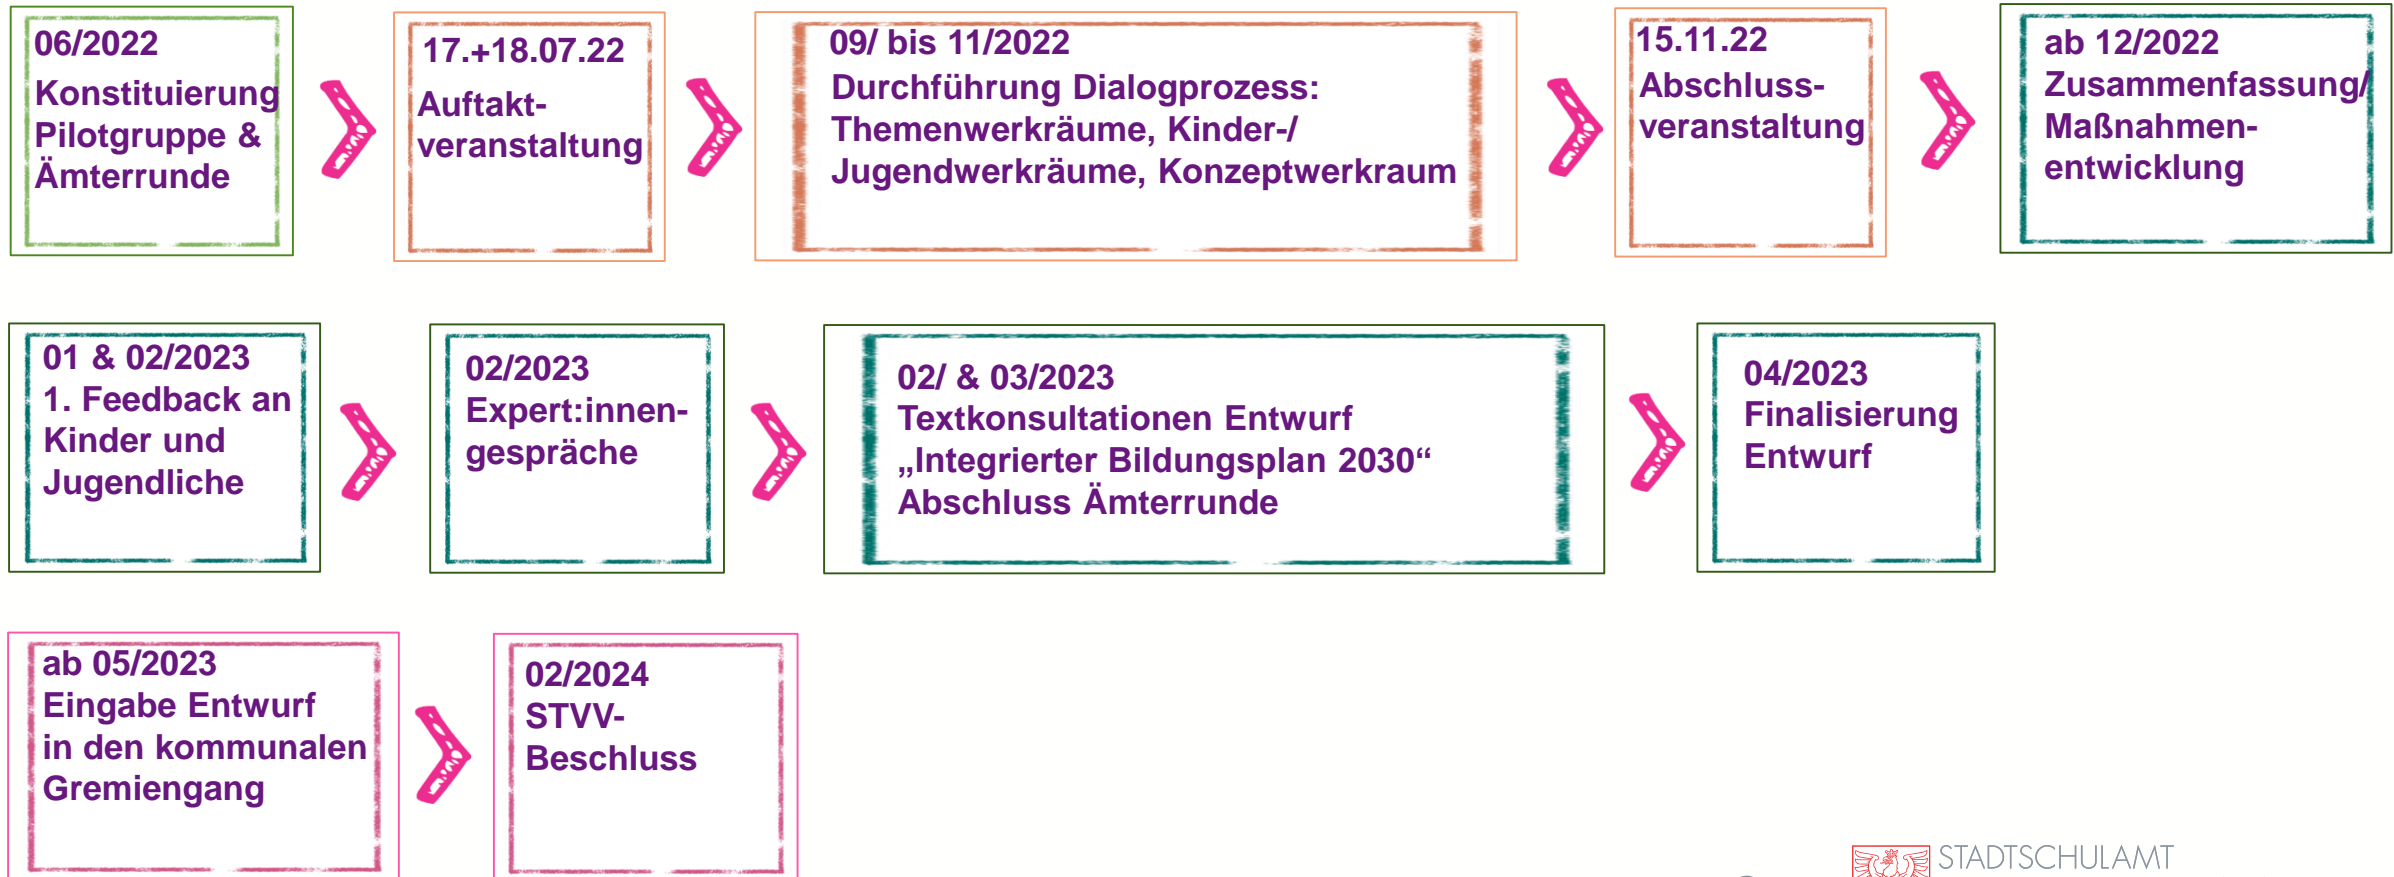 06/2022
Konstituierung
Pilotgruppe &
Ämterrunde
17.+18.07.22
Auftakt-
veranstaltung
09/ bis 11/2022
Durchführung Dialogprozess:
Themenwerkräume, Kinder-/
Jugendwerkräume, Konzeptwerkraum
15.11.22
Abschluss-
veranstaltung
ab 12/2022
Zusammenfassung/
Maßnahmen-
entwicklung
01 & 02/2023
1. Feedback an
Kinder und
Jugendliche
02/2023
Expert:innen-
gespräche
02/ & 03/2023
Textkonsultationen Entwurf
„Integrierter Bildungsplan 2030“
Abschluss Ämterrunde
04/2023
Finalisierung
Entwurf
ab 05/2023
Eingabe Entwurf
in den kommunalen
Gremiengang
02/2024
STVV-
Beschluss
STADTSCHULAMT